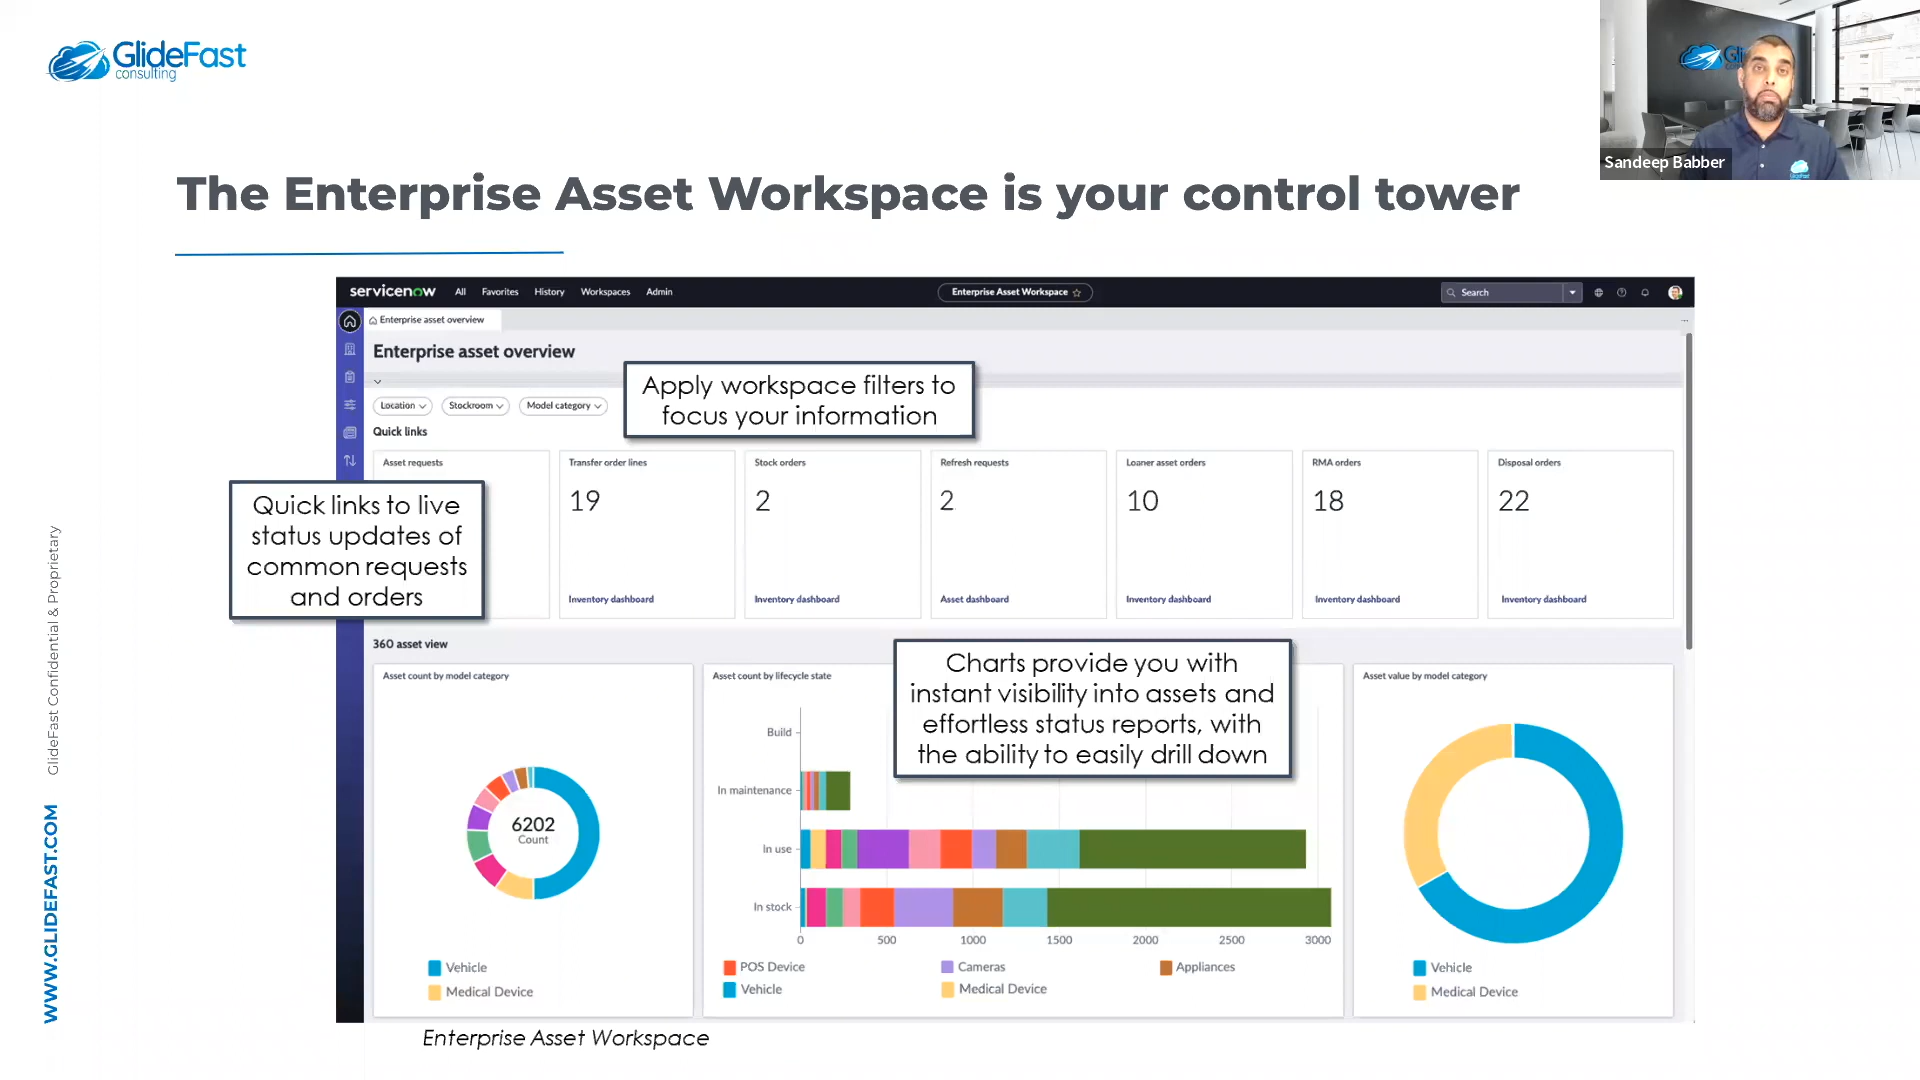 GlideFast
consulting
Sandeep Babber
The Enterprise Asset Workspace is your control tower
servicenow All Favorites History Workspaces Admin Enterprise Asset Workspace Search
Enterprise asset overview
Enterprise asset overview
Apply workspace filters to
focus your information
Location Stockroom Model category
Quick links
Asset requests Transfer order lines Stock orders Refresh requests Loaner asset orders RMA orders Disposal orders
19 2 2 10 18 22
Quick links to live
status updates of
common requests
and orders
Inventory dashboard Inventory dashboard Asset dashboard Inventory dashboard Inventory dashboard Inventory dashboard
360 asset view
Charts provide you with
instant visibility into assets and
effortless status reports, with
the ability to easily drill down
Asset count by model category
6202
Count
Vehicle
Medical Device
Asset count by lifecycle state
Build
In maintenance
In use
In stock
0 500 1000 1500 2000 2500 3000
POS Device Cameras Appliances
Vehicle Medical Device
Asset value by model category
Vehicle
Medical Device
Enterprise Asset Workspace
WWW.GLIDEFAST.COM GlideFast Confidential & Proprietary